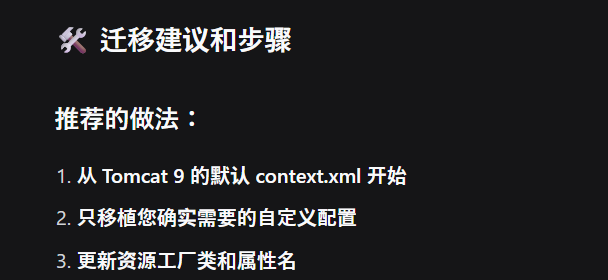 🛠️ 迁移建议和步骤
推荐的做法：
1. 从 Tomcat 9 的默认 context.xml 开始
2. 只移植您确实需要的自定义配置
3. 更新资源工厂类和属性名